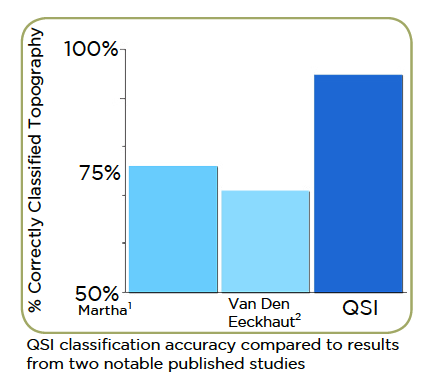 % Correctly Classified Topography
100%
75%
50%
Martha¹
Van Den
Eeckhaut²
QSI
QSI classification accuracy compared to results
from two notable published studies